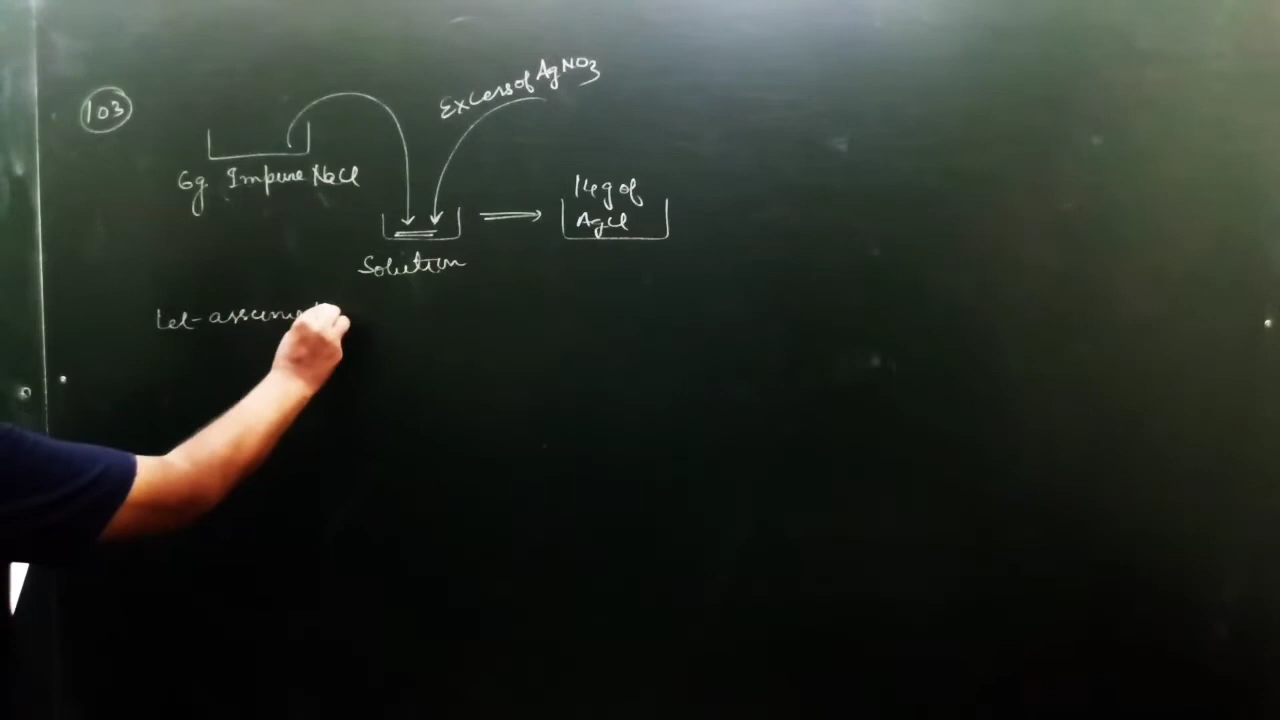 103
Excess of AgNO3
6g Impure NaCl
14g of
AgCl
Solution
Let assume